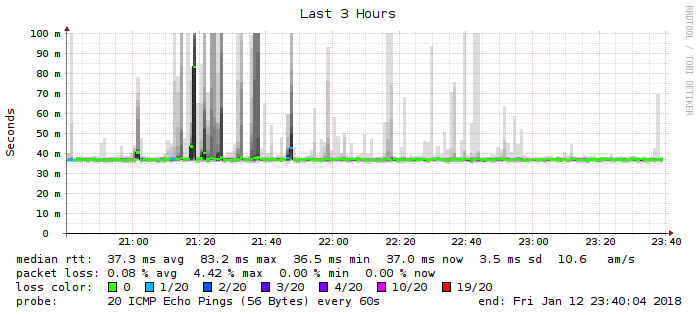 Last 3 Hours
RRDTOOL / TOBI OETIKER
Seconds
100 m
90 m
80 m
70 m
60 m
50 m
40 m
30 m
20 m
10 m
0
21:00 21:20 21:40 22:00 22:20 22:40 23:00 23:20 23:40
median rtt: 37.3 ms avg 83.2 ms max 36.5 ms min 37.0 ms now 3.5 ms sd 10.6 am/s
packet loss: 0.08 % avg 4.42 % max 0.00 % min 0.00 % now
loss color: 0 1/20 2/20 3/20 4/20 10/20 19/20
probe: 20 ICMP Echo Pings (56 Bytes) every 60s end: Fri Jan 12 23:40:04 2018